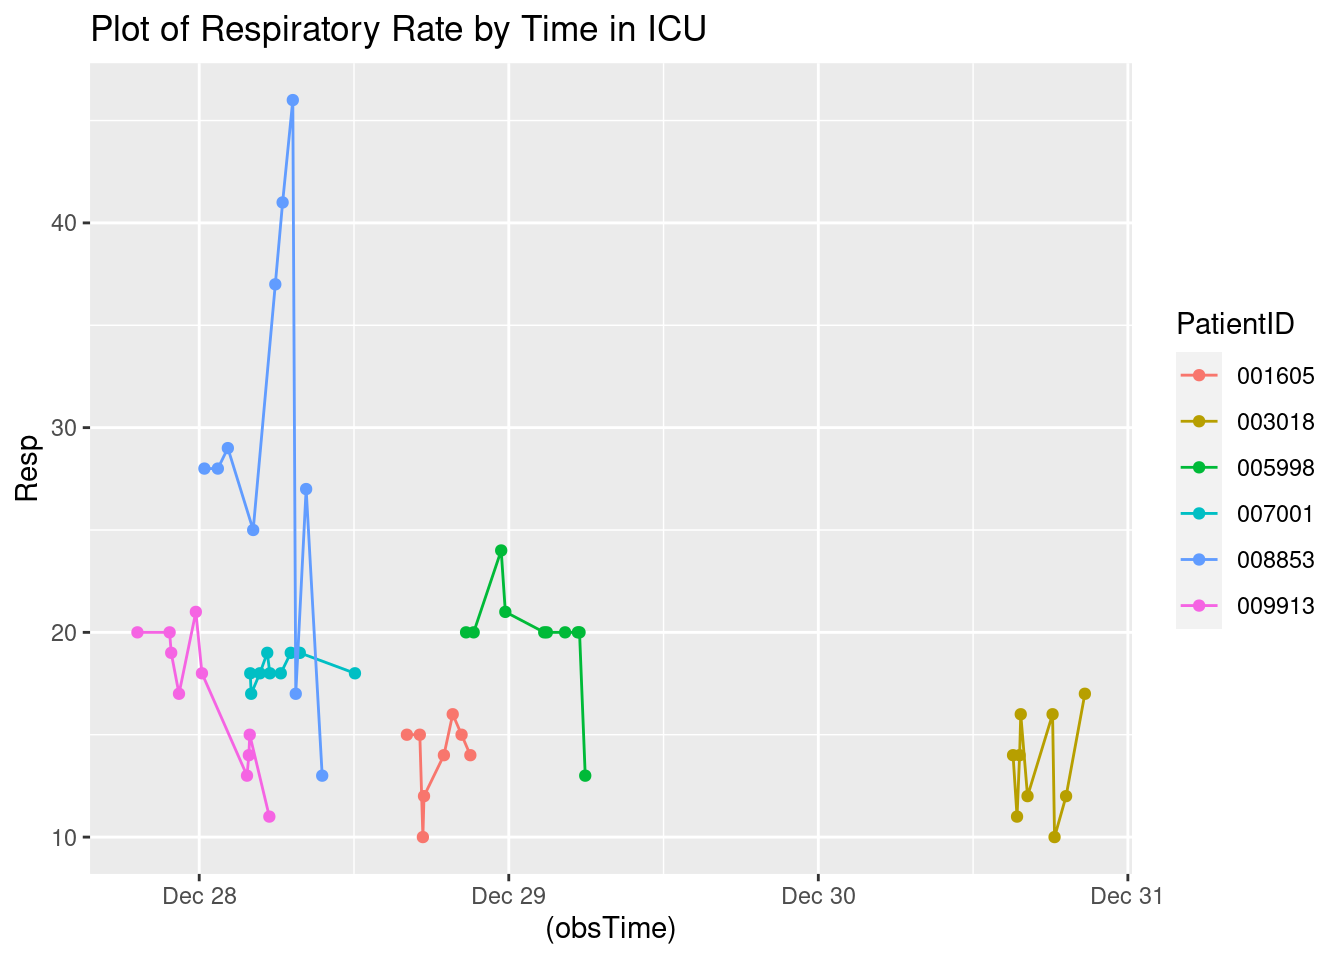 Plot of Respiratory Rate by Time in ICU
Resp
40
30
20
10
Dec 28
Dec 29
Dec 30
Dec 31
(obsTime)
PatientID
001605
003018
005998
007001
008853
009913